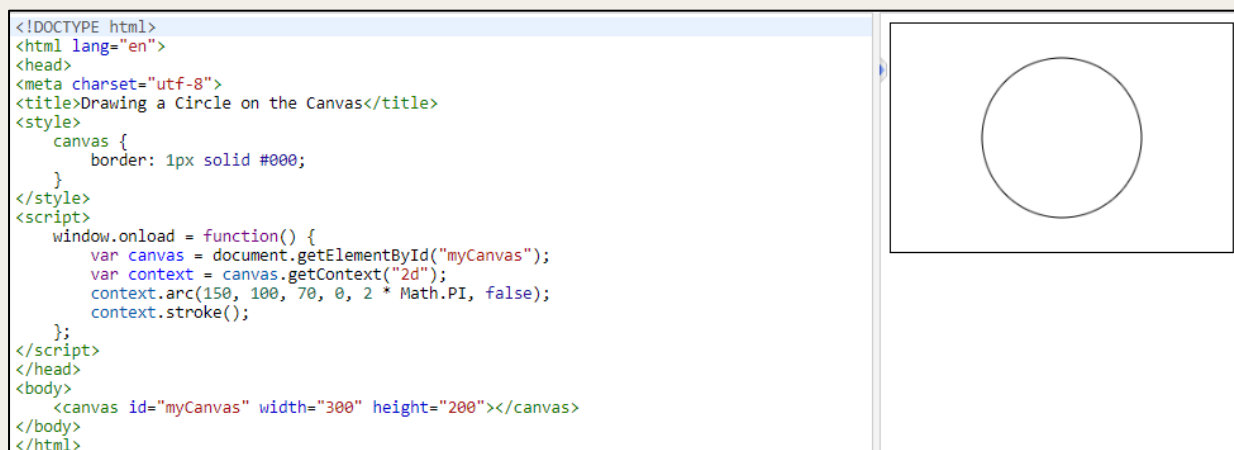 <!DOCTYPE html>
<html lang="en">
<head>
<meta charset="utf-8">
<title>Drawing a Circle on the Canvas</title>
<style>
    canvas {
        border: 1px solid #000;
    }
</style>
<script>
    window.onload = function() {
        var canvas = document.getElementById("myCanvas");
        var context = canvas.getContext("2d");
        context.arc(150, 100, 70, 0, 2 * Math.PI, false);
        context.stroke();
    };
</script>
</head>
<body>
    <canvas id="myCanvas" width="300" height="200"></canvas>
</body>
</html>